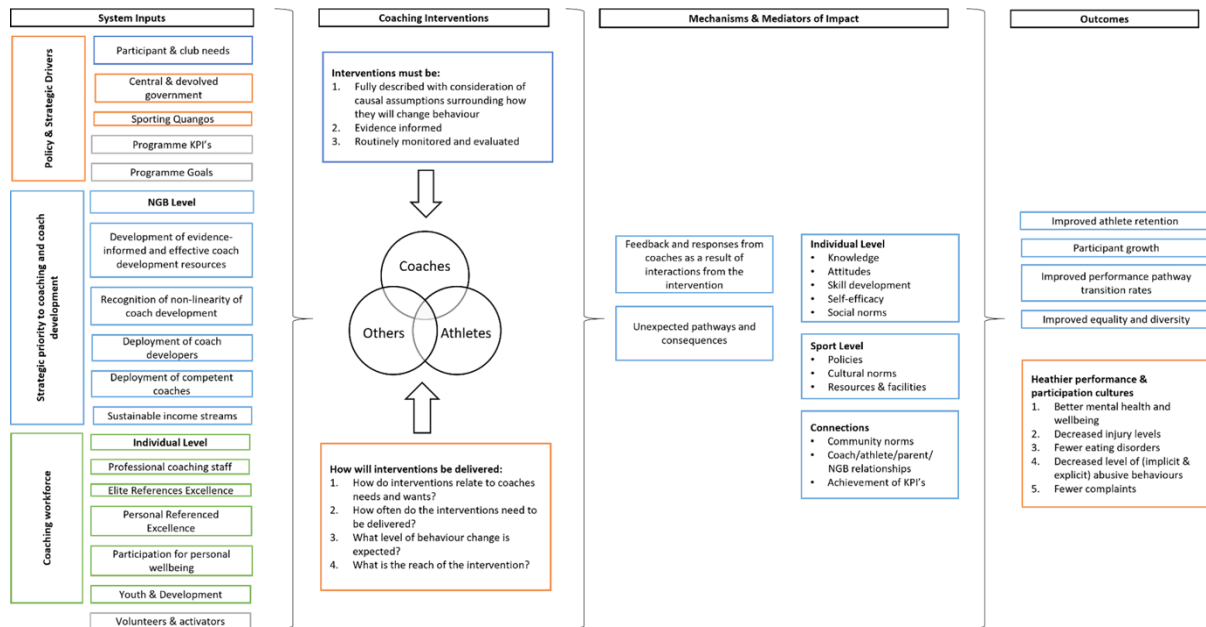 System Inputs
Policy & Strategic Drivers
Participant & club needs
Central & devolved
government
Sporting Quangos
Programme KPI's
Programme Goals
Strategic priority to coaching and coach
development
NGB Level
Development of evidence-
informed and effective coach
development resources
Recognition of non-linearity of
coach development
Deployment of coach
developers
Deployment of competent
coaches
Sustainable income streams
Coaching workforce
Individual Level
Professional coaching staff
Elite References Excellence
Personal Referenced
Excellence
Participation for personal
wellbeing
Youth & Development
Volunteers & activators
Coaching Interventions
Interventions must be:
1. Fully described with consideration of
causal assumptions surrounding how
they will change behaviour
2. Evidence informed
3. Routinely monitored and evaluated
Coaches
Others
Athletes
How will interventions be delivered:
1. How do interventions relate to coaches
needs and wants?
2. How often do the interventions need to
be delivered?
3. What level of behaviour change is
expected?
4. What is the reach of the intervention?
Mechanisms & Mediators of Impact
Feedback and responses from
coaches as a result of
interactions from the
intervention
Unexpected pathways and
consequences
Individual Level
• Knowledge
• Attitudes
• Skill development
• Self-efficacy
• Social norms
Sport Level
• Policies
• Cultural norms
• Resources & facilities
Connections
• Community norms
• Coach/athlete/parent/
NGB relationships
• Achievement of KPI's
Outcomes
Improved athlete retention
Participant growth
Improved performance pathway
transition rates
Improved equality and diversity
Heathier performance &
participation cultures
1. Better mental health and
wellbeing
2. Decreased injury levels
3. Fewer eating disorders
4. Decreased level of (implicit &
explicit) abusive behaviours
5. Fewer complaints